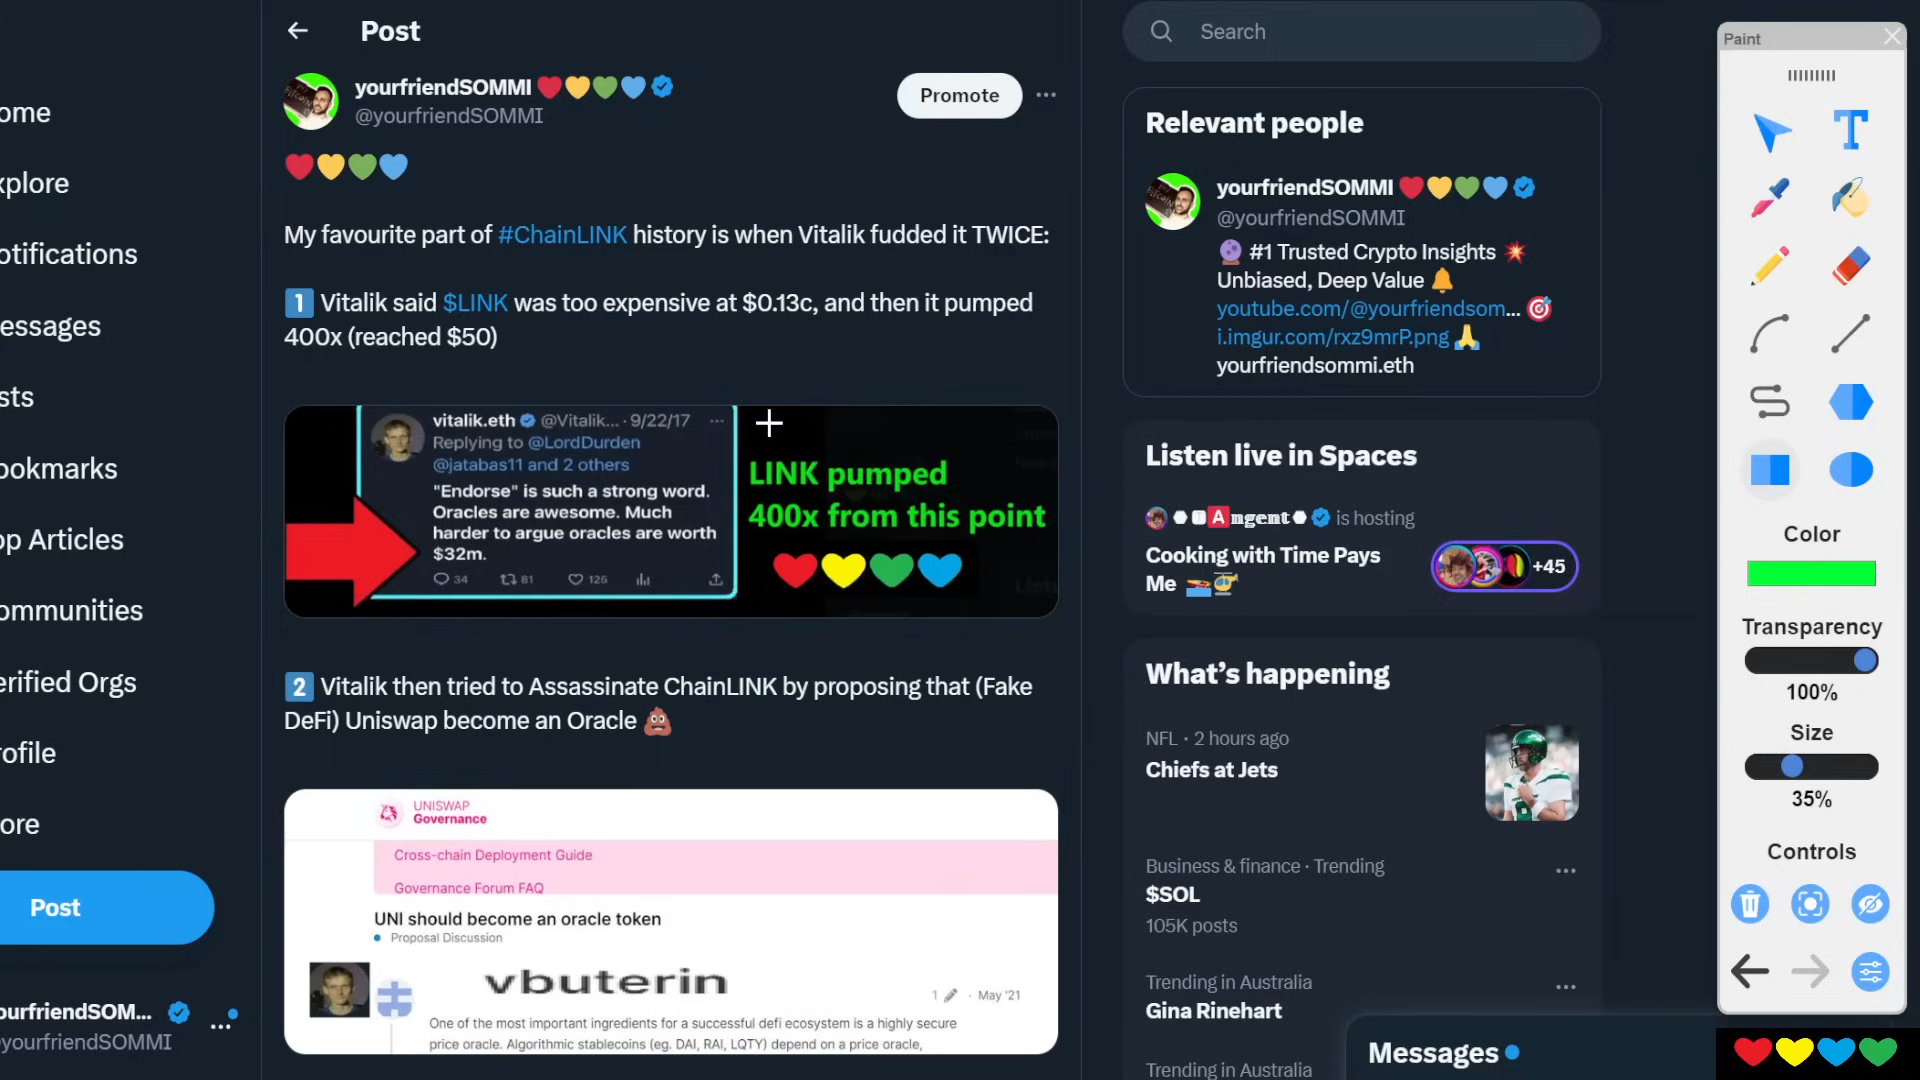 Post
Search
Paint
yourfriendSOMMI
@yourfriendSOMMI
Promote
My favourite part of #ChainLINK history is when Vitalik fudded it TWICE:
1 Vitalik said $LINK was too expensive at $0.13c, and then it pumped
400x (reached $50)
vitalik.eth @Vitalik... · 9/22/17
Replying to @LordDurden
@jatabas11 and 2 others
"Endorse" is such a strong word.
Oracles are awesome. Much
harder to argue oracles are worth
$32m.
34 81 125
LINK pumped
400x from this point
2 Vitalik then tried to Assassinate ChainLINK by proposing that (Fake
DeFi) Uniswap become an Oracle
UNISWAP
Governance
Cross-chain Deployment Guide
Governance Forum FAQ
UNI should become an oracle token
Proposal Discussion
vbuterin
1 · May '21
One of the most important ingredients for a successful defi ecosystem is a highly secure
price oracle. Algorithmic stablecoins (eg. DAI, RAI, LQTY) depend on a price oracle,
ome
xplore
otifications
essages
sts
ookmarks
op Articles
ommunities
erified Orgs
rofile
ore
Post
ourfriendSOM...
yourfriendSOMMI
Relevant people
yourfriendSOMMI
@yourfriendSOMMI
#1 Trusted Crypto Insights
Unbiased, Deep Value
youtube.com/@yourfriendsom...
i.imgur.com/rxz9mrP.png
yourfriendsommi.eth
Listen live in Spaces
is hosting
Cooking with Time Pays
Me
+45
What's happening
NFL · 2 hours ago
Chiefs at Jets
Business & finance · Trending
$SOL
105K posts
Trending in Australia
Gina Rinehart
Trending in Australia
Messages
T
Color
Transparency
100%
Size
35%
Controls